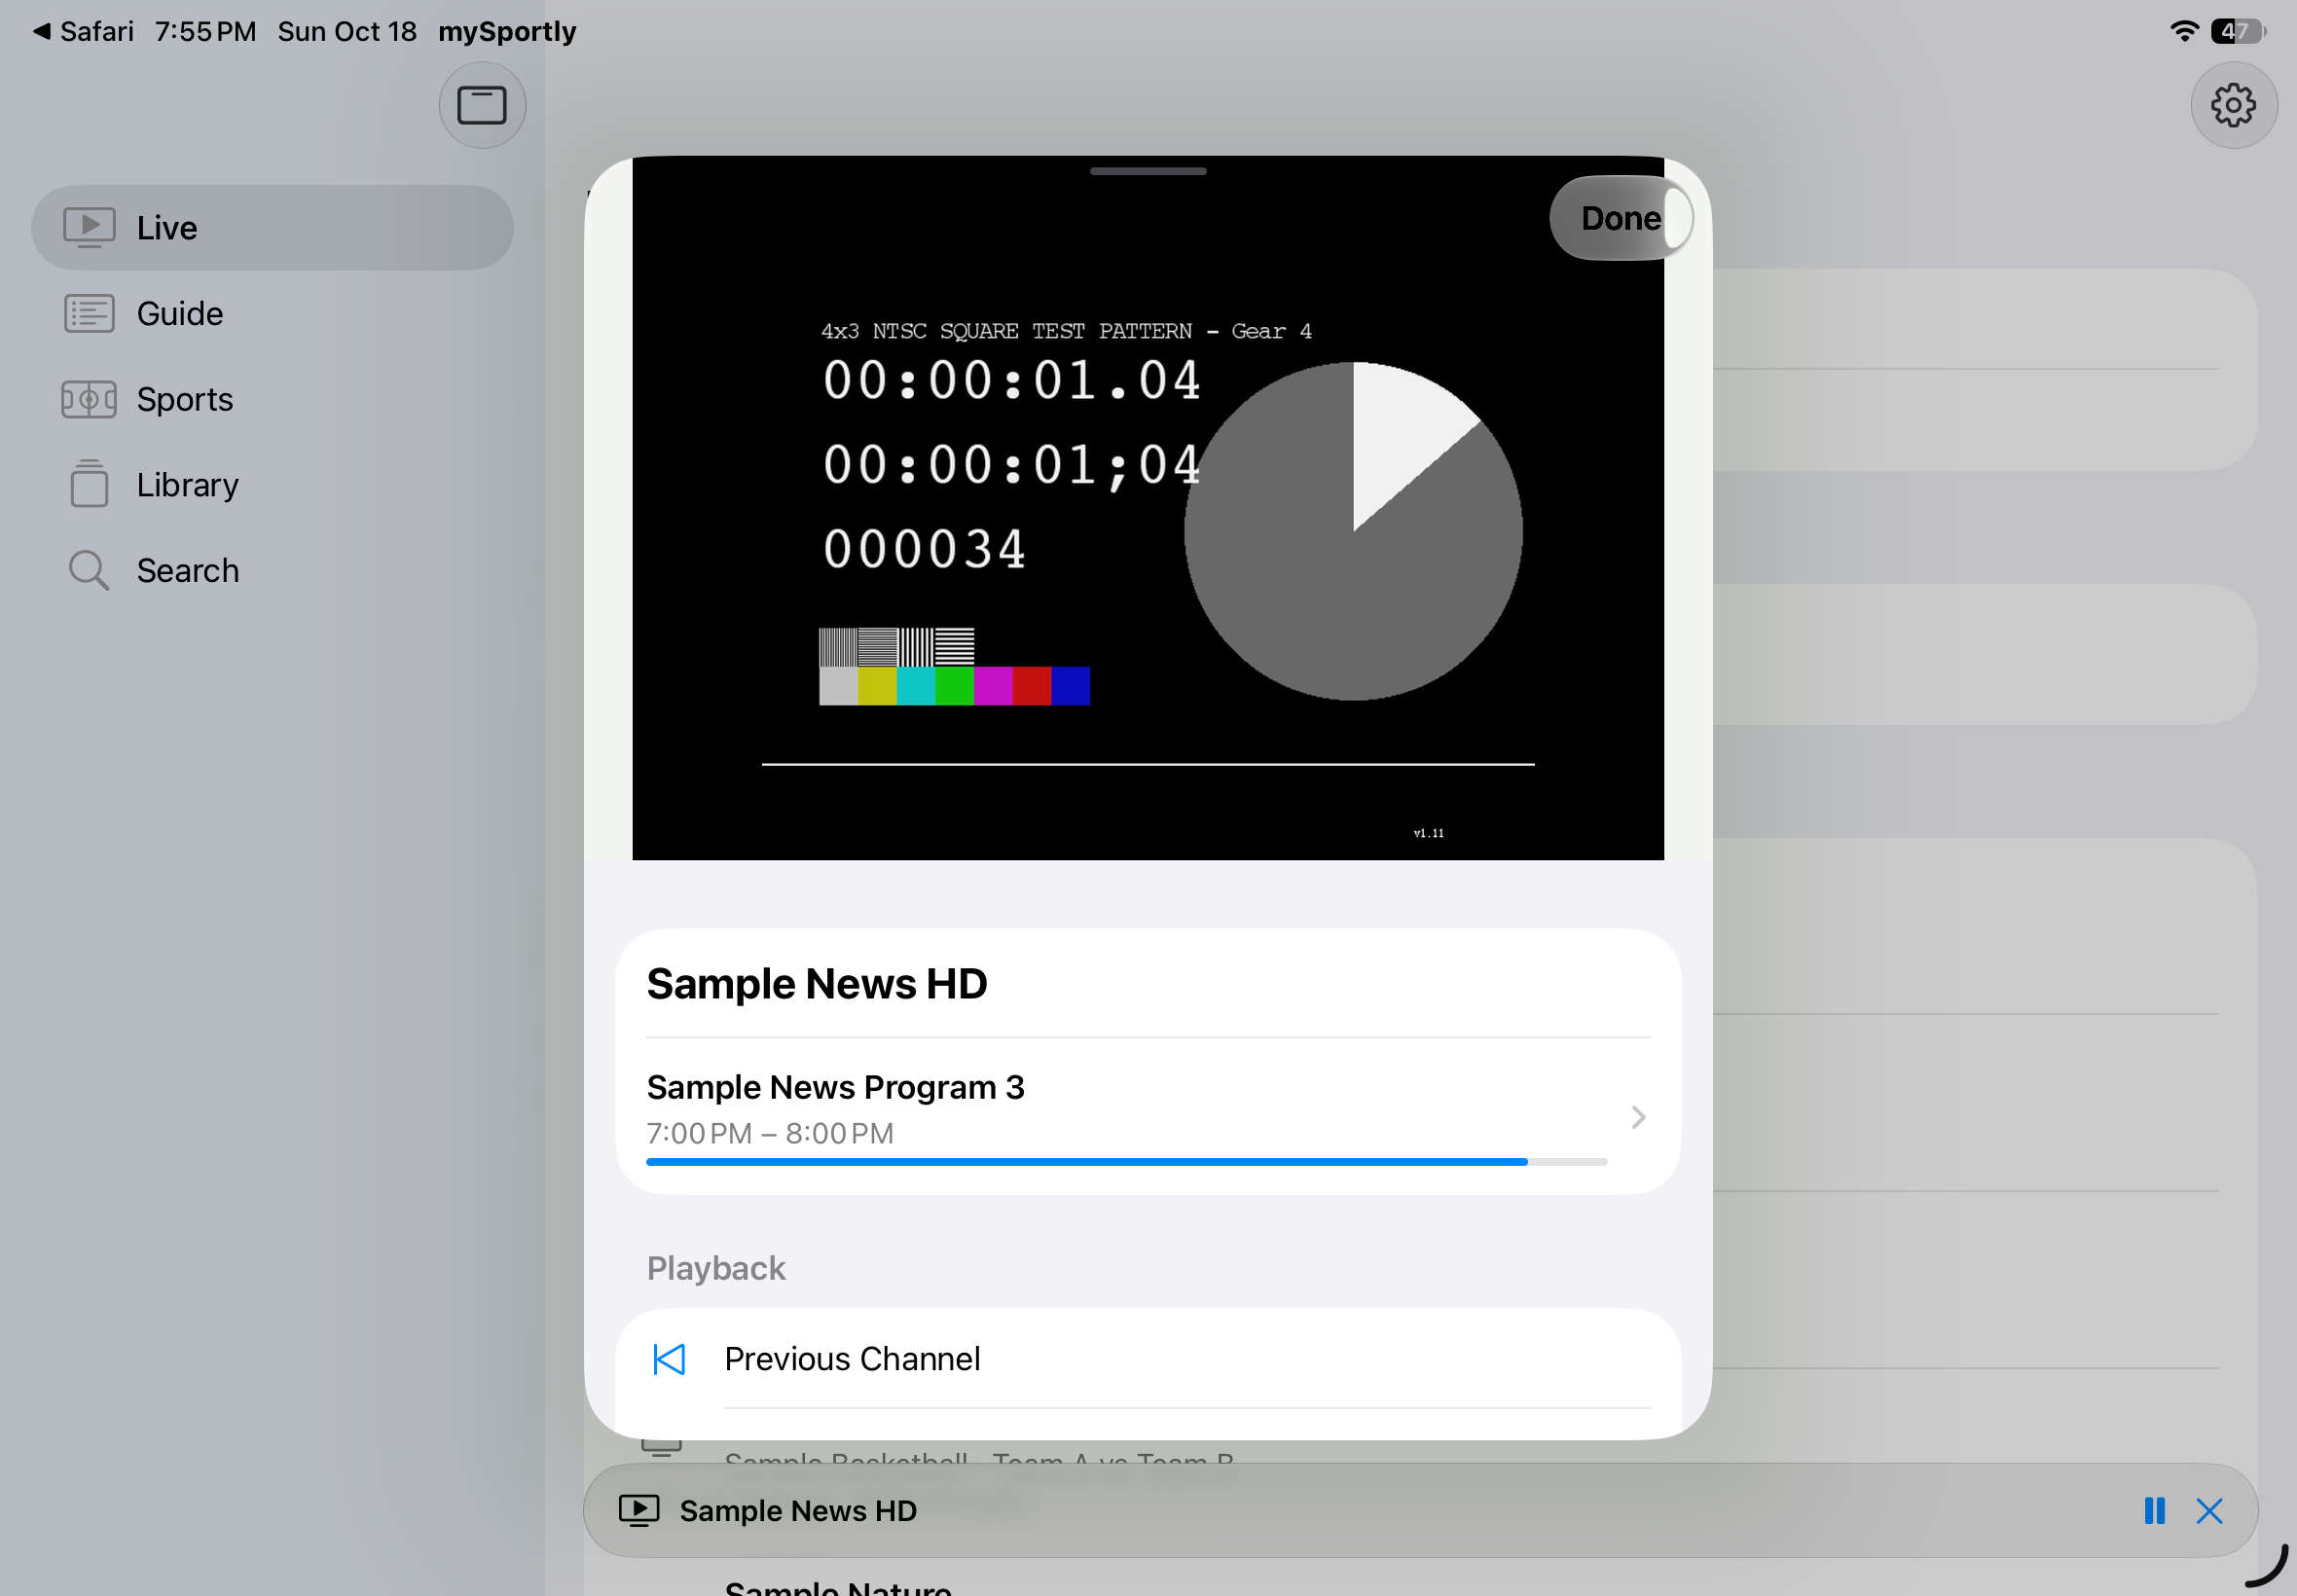 Safari 7:55 PM Sun Oct 18 mySportly
47
Live
Guide
Sports
Library
Search
Done
4x3 NTSC SQUARE TEST PATTERN - Gear 4
00:00:01.04
00:00:01;04
000034
v1.11
Sample News HD
Sample News Program 3
7:00 PM – 8:00 PM
Playback
Previous Channel
Sample Basketball Team A vs Team B
Sample News HD
Sample Nature